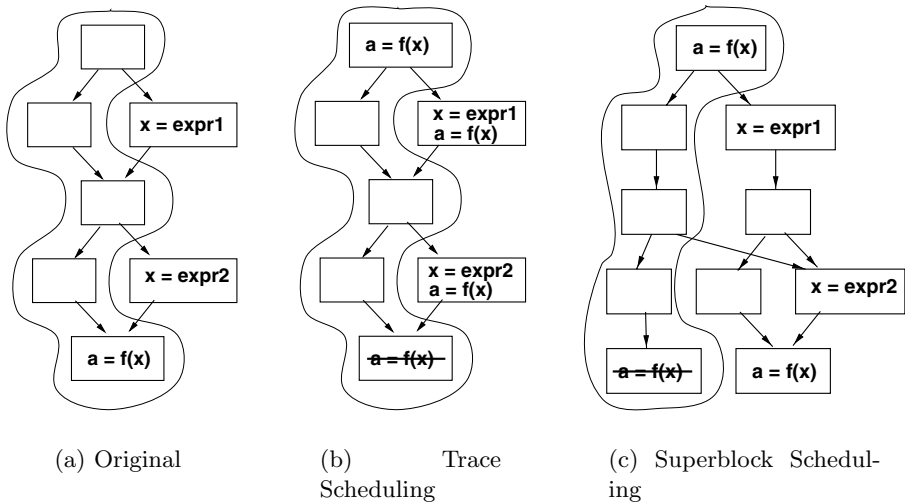 x = expr1
x = expr2
a = f(x)
(a) Original
a = f(x)
x = expr1
a = f(x)
x = expr2
a = f(x)
a = f(x)
(b) Trace
Scheduling
a = f(x)
x = expr1
x = expr2
a = f(x)
a = f(x)
(c) Superblock Schedul-
ing